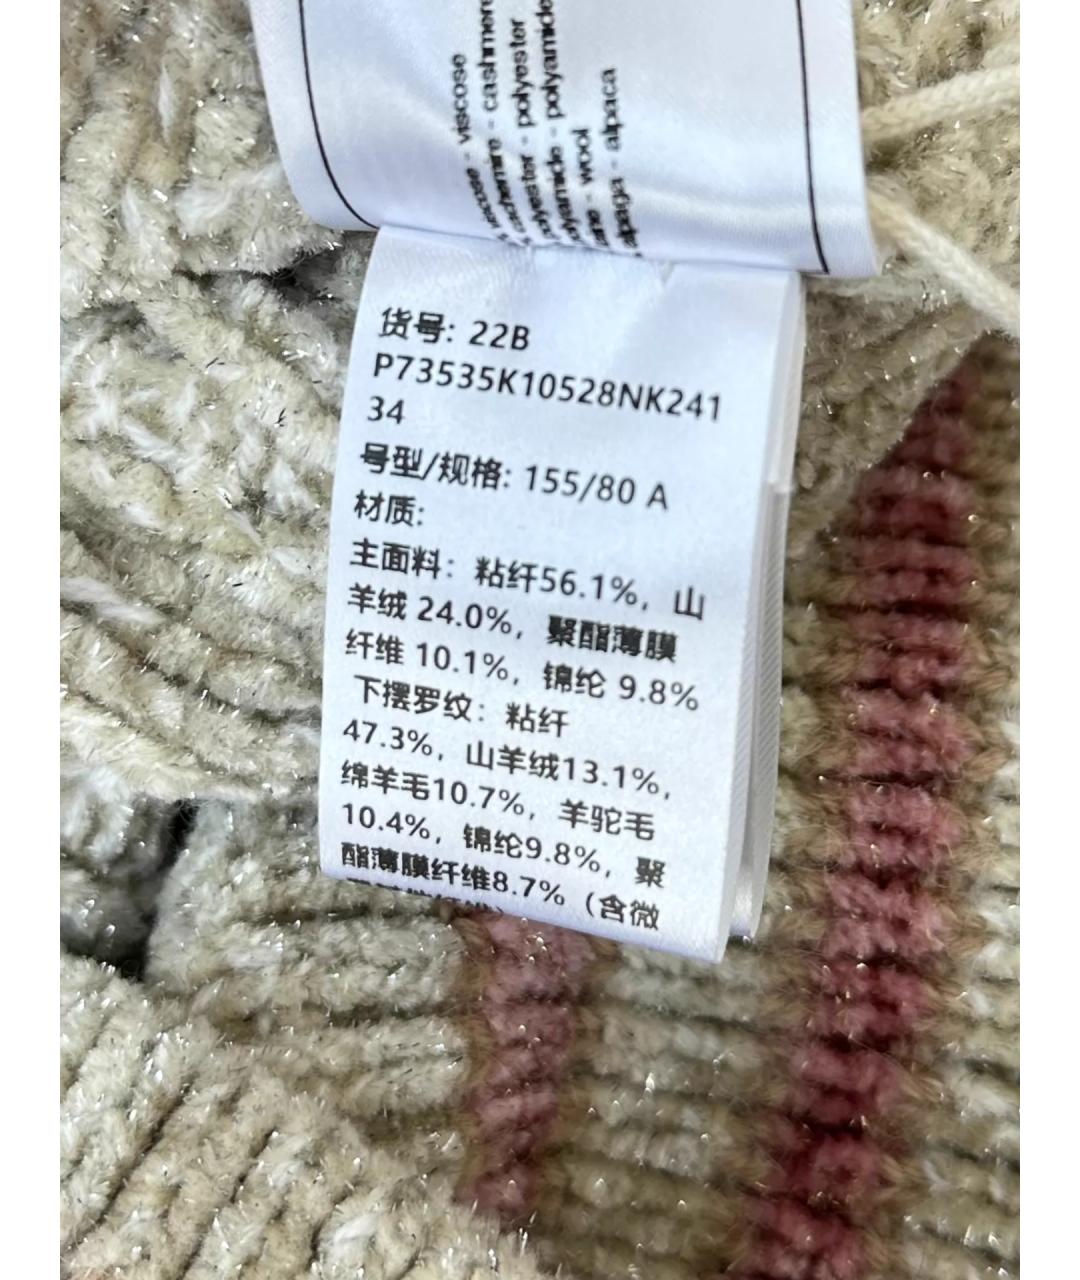 viscose - viscose
- cashmere
- polyester
- polyamide
- wool
- alpaca
货号: 22B
P73535K10528NK241
34
号型/规格: 155/80 A
材质:
主面料: 粘纤56.1%, 山
羊绒 24.0%, 聚酯薄膜
纤维 10.1%, 锦纶 9.8%
下摆罗纹: 粘纤
47.3%, 山羊绒13.1%,
绵羊毛10.7%, 羊驼毛
10.4%, 锦纶9.8%, 聚
酯薄膜纤维8.7% (含微